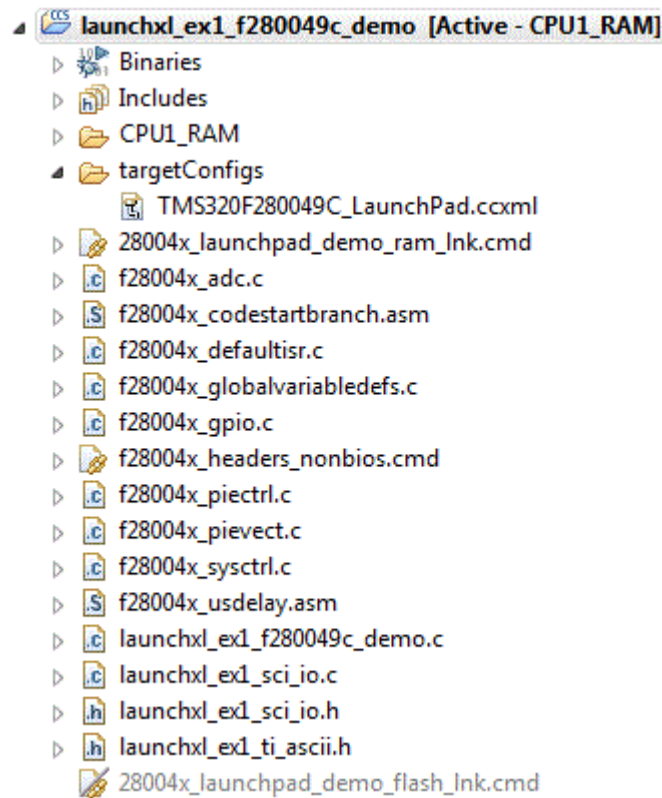 launchxl_ex1_f280049c_demo [Active - CPU1_RAM]
Binaries
Includes
CPU1_RAM
targetConfigs
TMS320F280049C_LaunchPad.ccxml
28004x_launchpad_demo_ram_lnk.cmd
f28004x_adc.c
f28004x_codestartbranch.asm
f28004x_defaultisr.c
f28004x_globalvariabledefs.c
f28004x_gpio.c
f28004x_headers_nonbios.cmd
f28004x_piectrl.c
f28004x_pievect.c
f28004x_sysctrl.c
f28004x_usdelay.asm
launchxl_ex1_f280049c_demo.c
launchxl_ex1_sci_io.c
launchxl_ex1_sci_io.h
launchxl_ex1_ti_ascii.h
28004x_launchpad_demo_flash_lnk.cmd